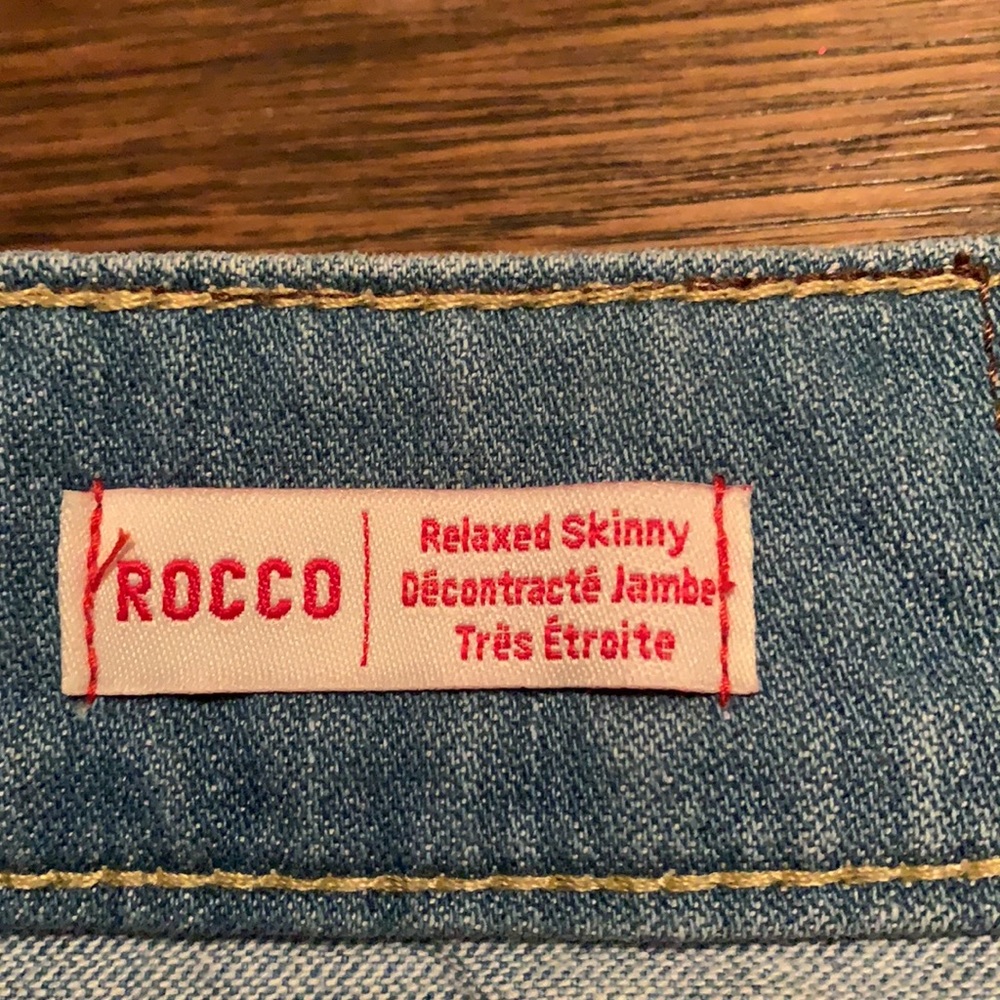 ROCCO
Relaxed Skinny
Décontracté Jambe
Très Étroite